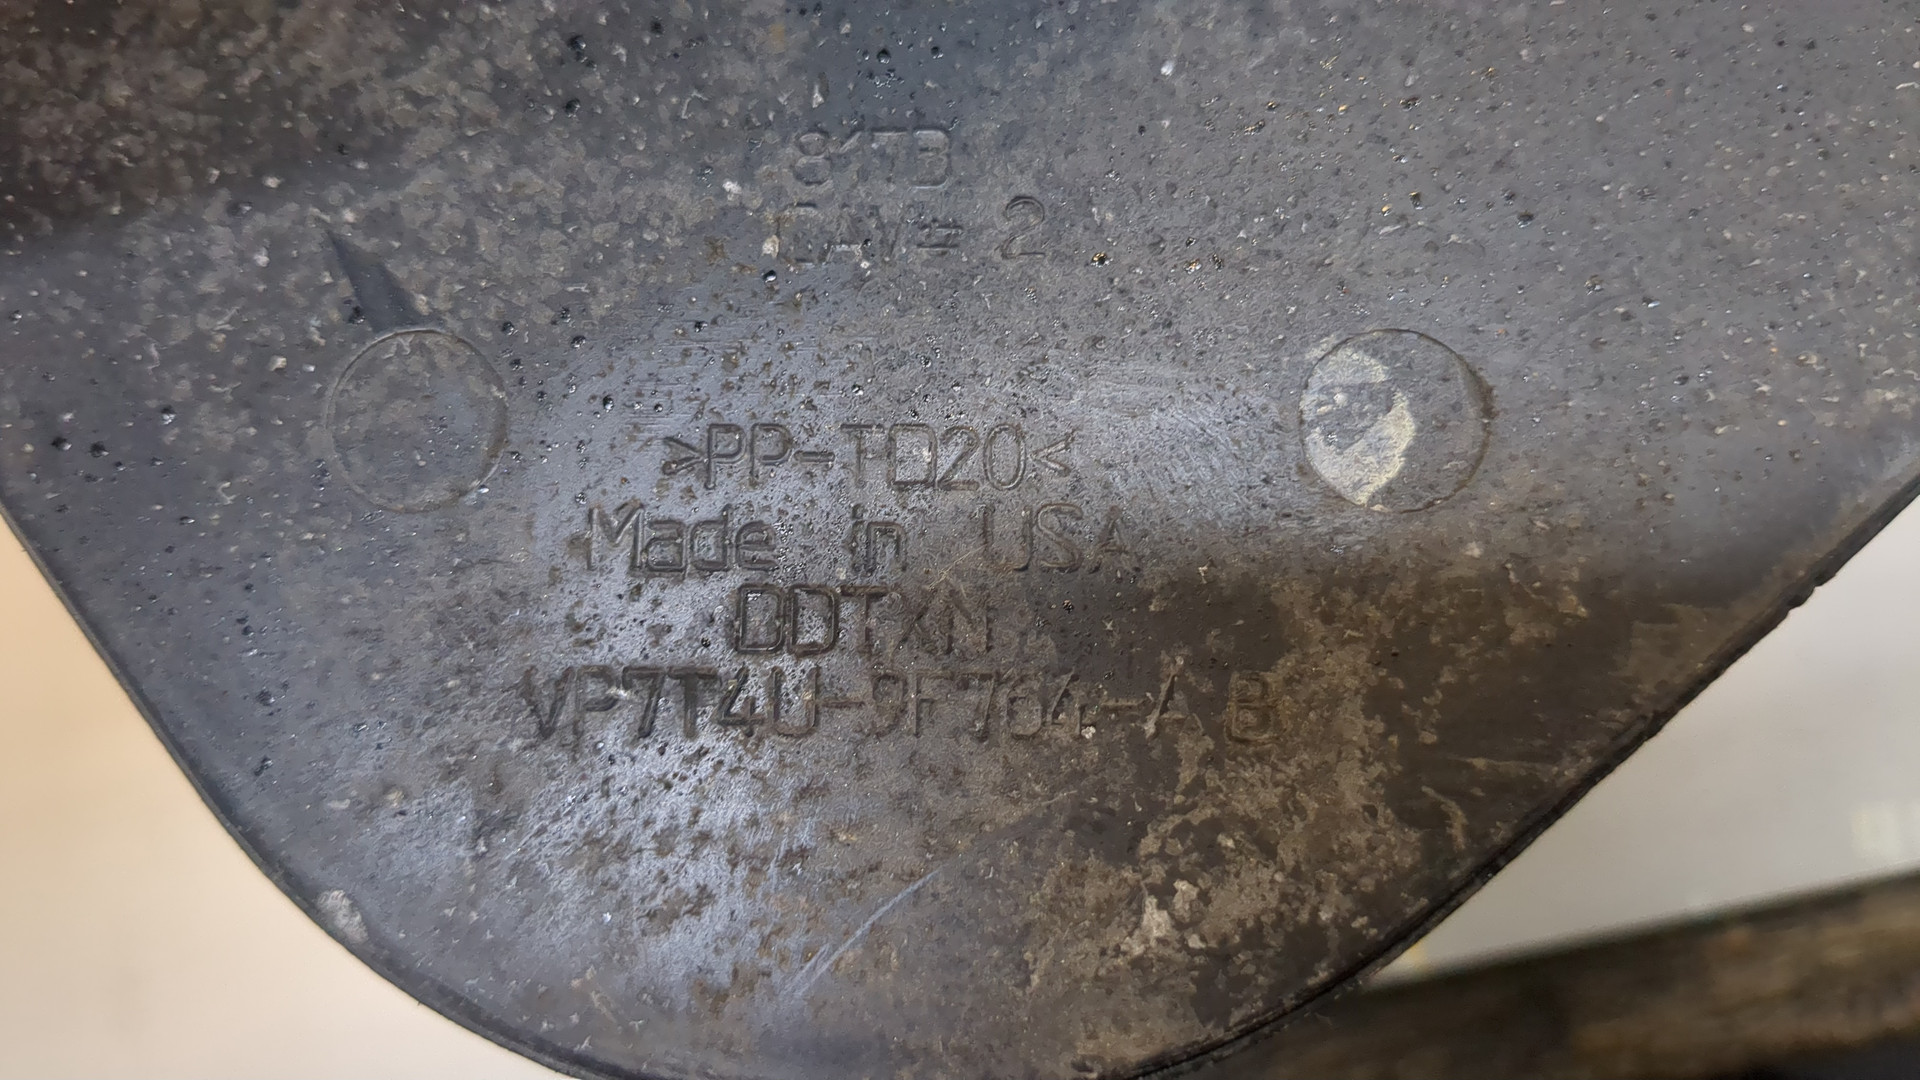 81TB
CAV# 2
>PP-TD20<
Made in USA
DDTXN
VP7T4U-9F764-AB